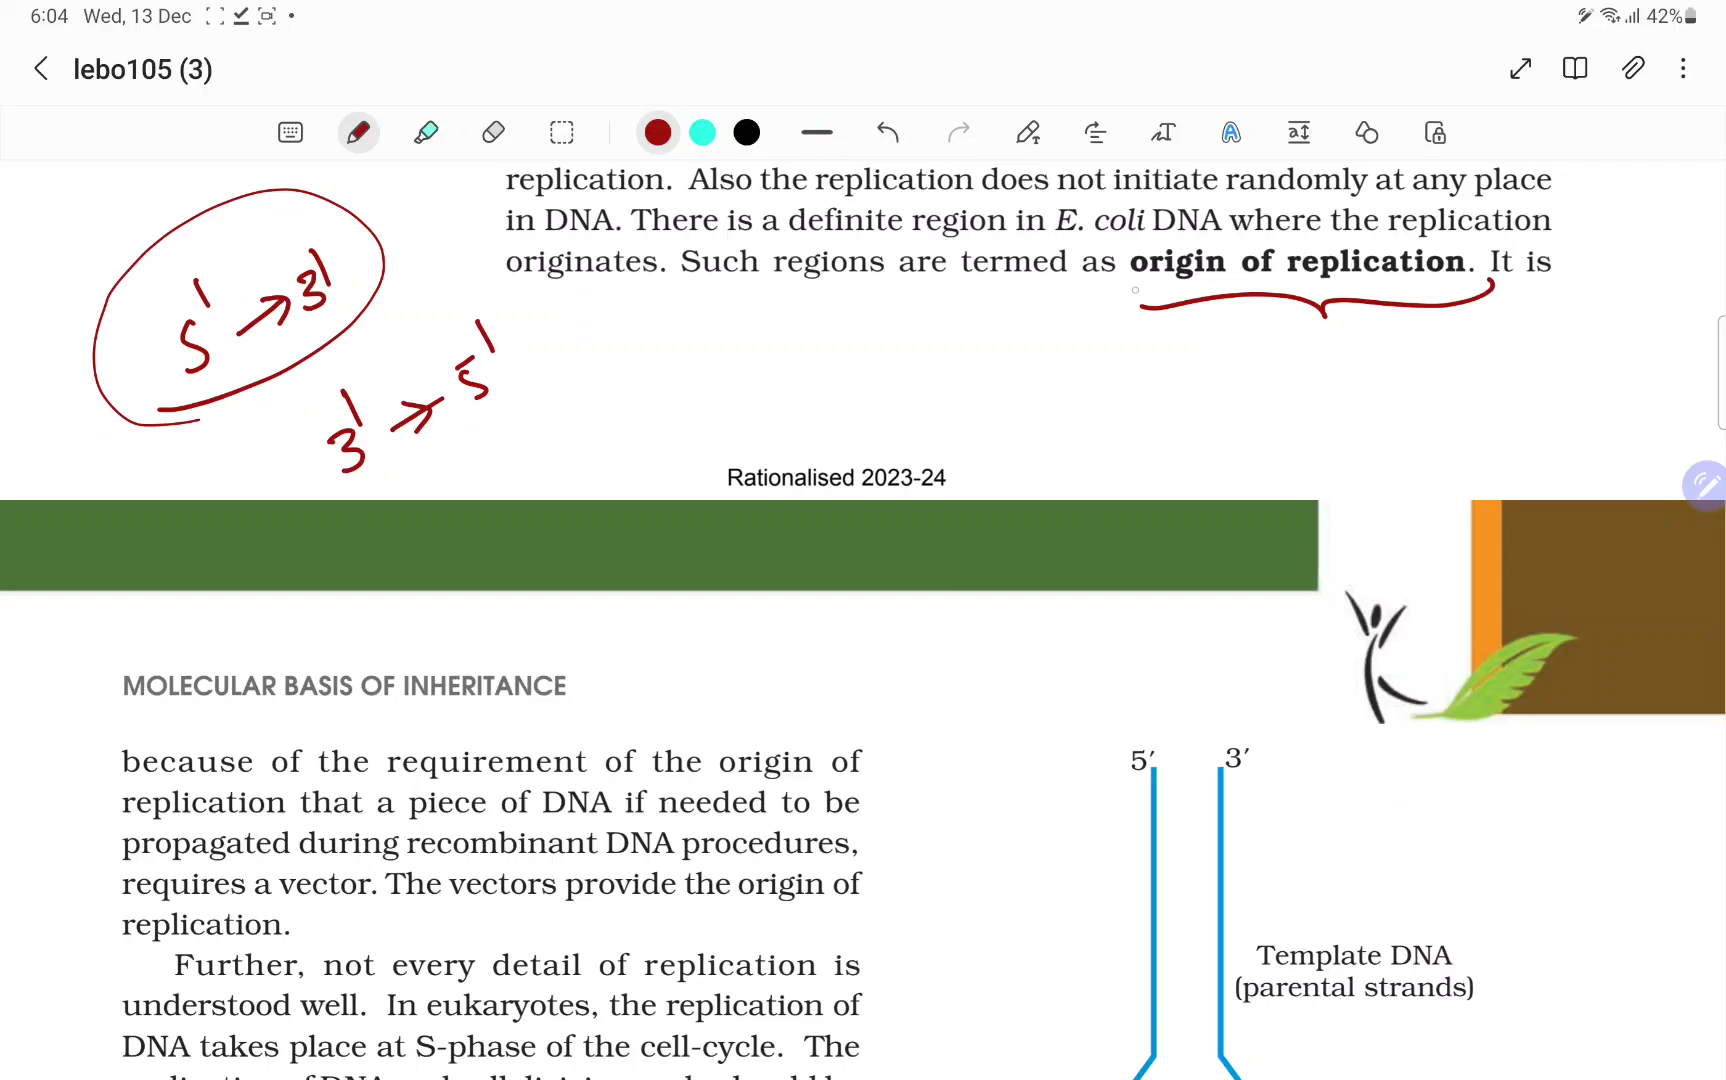 6:04 Wed, 13 Dec
42%
lebo105 (3)
replication. Also the replication does not initiate randomly at any place
in DNA. There is a definite region in E. coli DNA where the replication
originates. Such regions are termed as origin of replication. It is
5' → 3'
3' → 5'
Rationalised 2023-24
MOLECULAR BASIS OF INHERITANCE
because of the requirement of the origin of
replication that a piece of DNA if needed to be
propagated during recombinant DNA procedures,
requires a vector. The vectors provide the origin of
replication.
Further, not every detail of replication is
understood well. In eukaryotes, the replication of
DNA takes place at S-phase of the cell-cycle. The
5′ 3′
Template DNA
(parental strands)